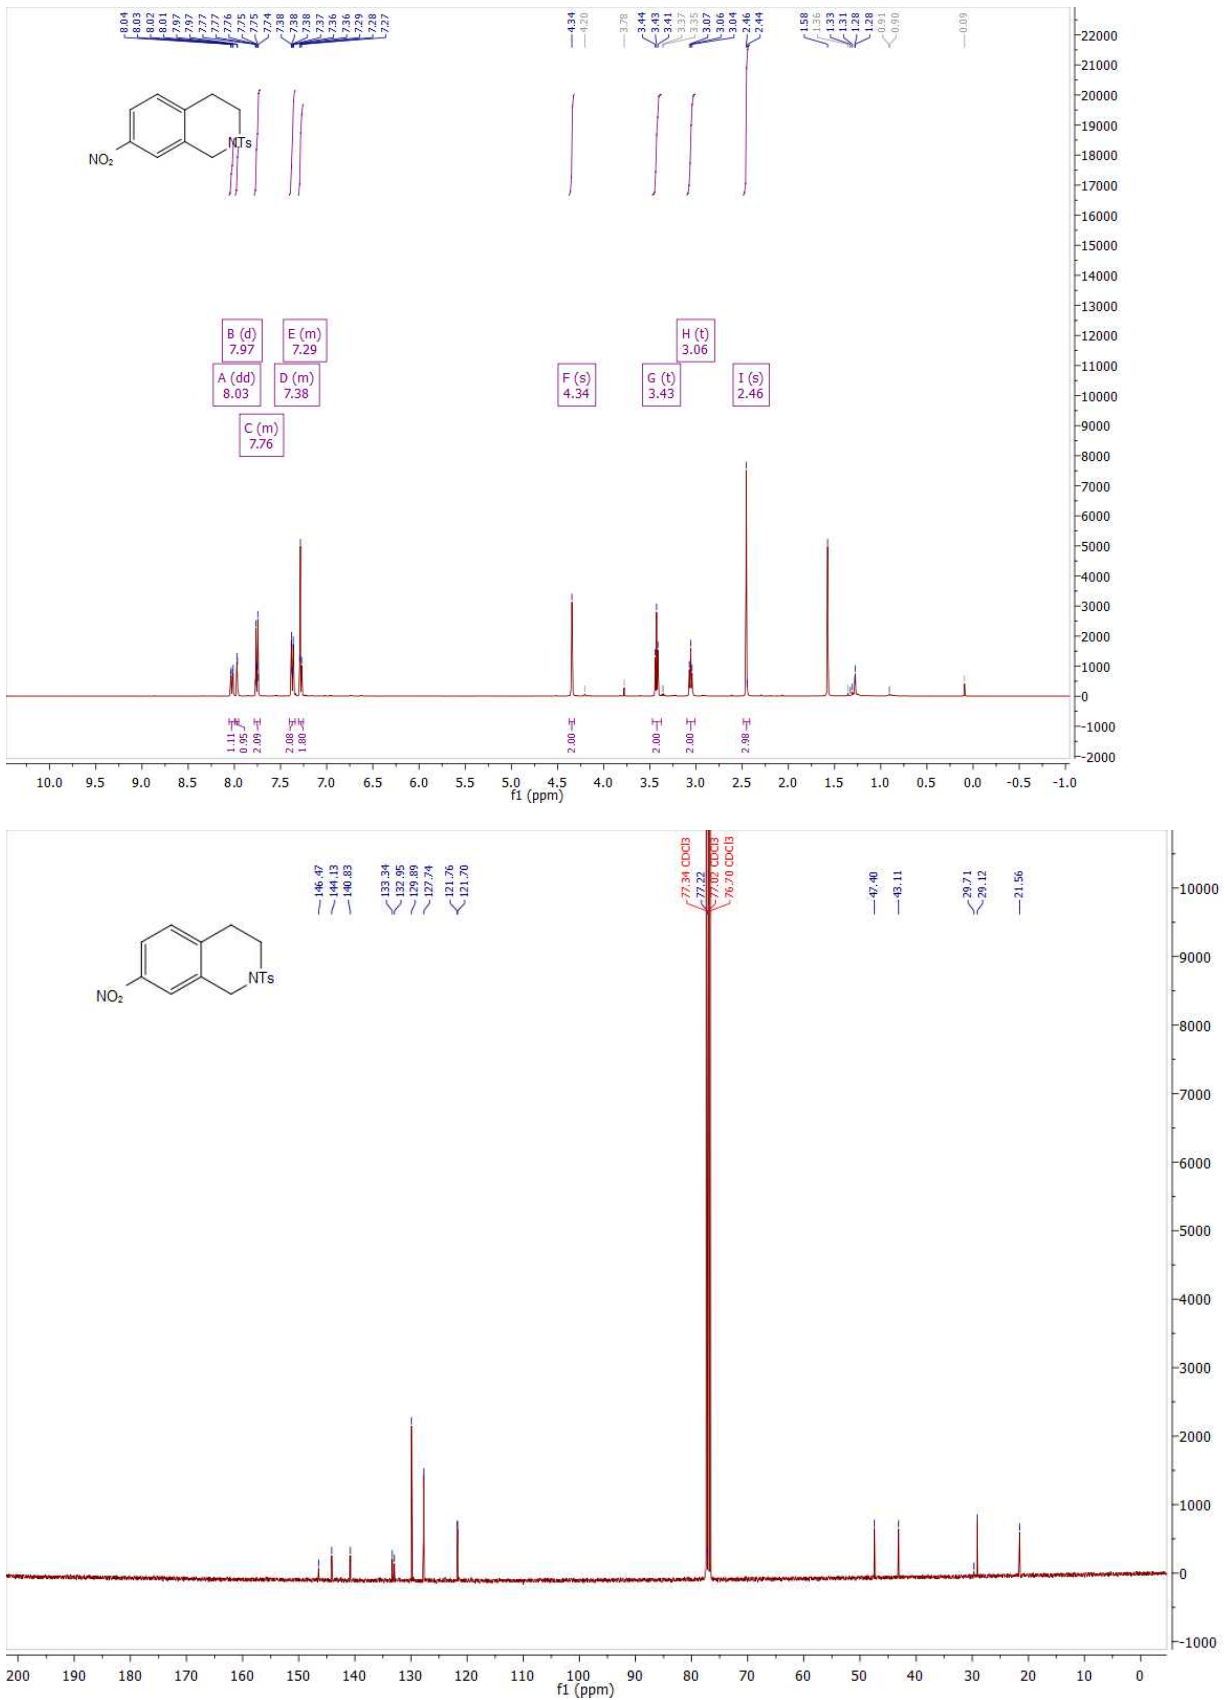 8.04 8.03 8.02 8.01 7.97 7.97 7.77 7.77 7.76 7.75 7.75 7.74 7.38 7.38 7.38 7.37 7.36 7.36 7.29 7.28 7.27 4.34 4.20 3.78 3.44 3.43 3.41 3.37 3.35 3.07 3.06 3.04 2.46 2.44 1.58 1.36 1.33 1.31 1.28 1.28 0.91 0.90 0.09
NTs
NO₂
B (d)
7.97
E (m)
7.29
H (t)
3.06
A (dd)
8.03
D (m)
7.38
F (s)
4.34
G (t)
3.43
I (s)
2.46
C (m)
7.76
22000
21000
20000
19000
18000
17000
16000
15000
14000
13000
12000
11000
10000
9000
8000
7000
6000
5000
4000
3000
2000
1000
0
-1000
-2000
1.11 0.95 2.09 2.08 1.80 2.00 2.00 2.00 2.98
10.0 9.5 9.0 8.5 8.0 7.5 7.0 6.5 6.0 5.5 5.0 4.5 4.0 3.5 3.0 2.5 2.0 1.5 1.0 0.5 0.0 -0.5 -1.0
f1 (ppm)
146.47 144.13 140.83 133.34 132.95 129.89 127.74 121.76 121.70 77.34 CDCl3 77.22 77.02 CDCl3 76.70 CDCl3 47.40 43.11 29.71 29.12 21.56
NTs
NO₂
10000
9000
8000
7000
6000
5000
4000
3000
2000
1000
0
-1000
200 190 180 170 160 150 140 130 120 110 100 90 80 70 60 50 40 30 20 10 0
f1 (ppm)